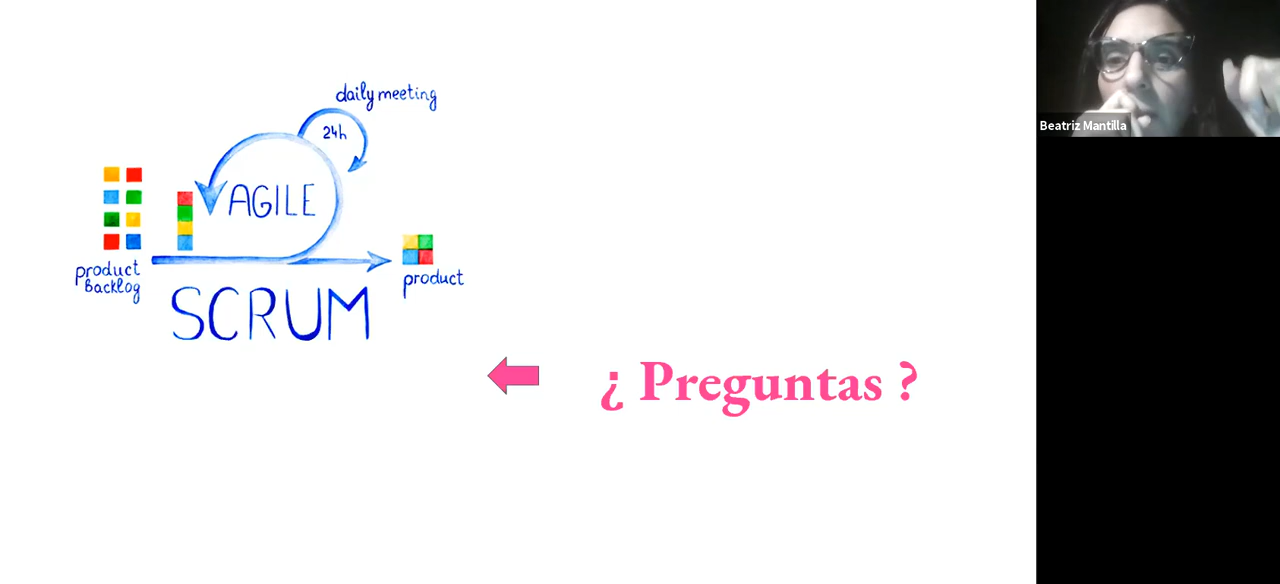 daily meeting
24h
AGILE
product
backlog
product
SCRUM
¿ Preguntas ?
Beatriz Mantilla